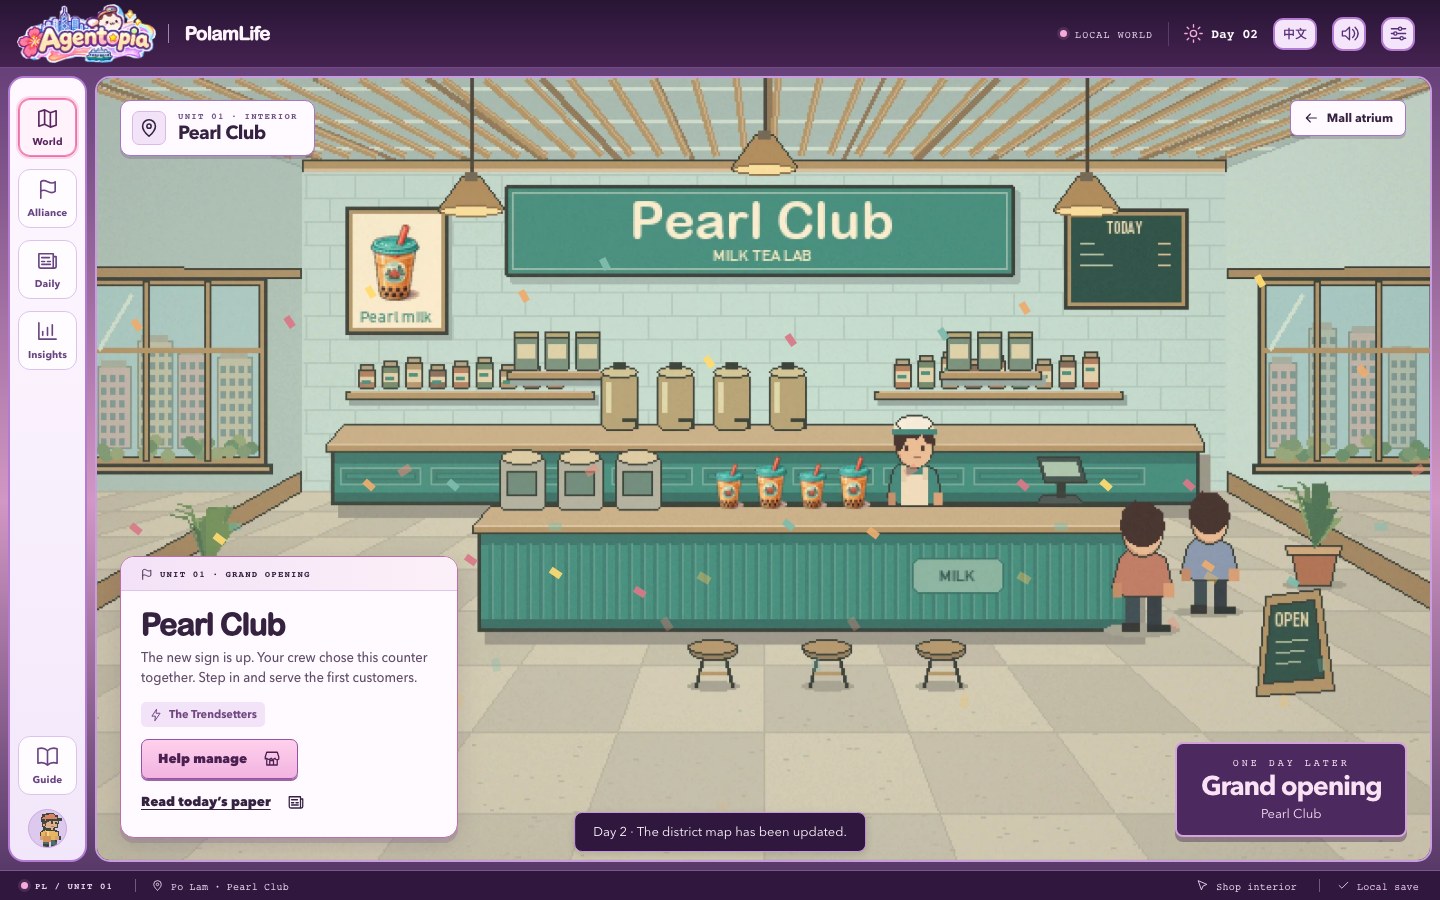 Agentopia
PolamLife
LOCAL WORLD
Day 02
中文
World
Alliance
Daily
Insights
Guide
UNIT 01 · INTERIOR
Pearl Club
Mall atrium
Pearl Club
MILK TEA LAB
Pearl milk
TODAY
MILK
OPEN
UNIT 01 · GRAND OPENING
Pearl Club
The new sign is up. Your crew chose this counter
together. Step in and serve the first customers.
The Trendsetters
Help manage
Read today's paper
ONE DAY LATER
Grand opening
Pearl Club
Day 2 · The district map has been updated.
PL / UNIT 01
Po Lam · Pearl Club
Shop interior
Local save